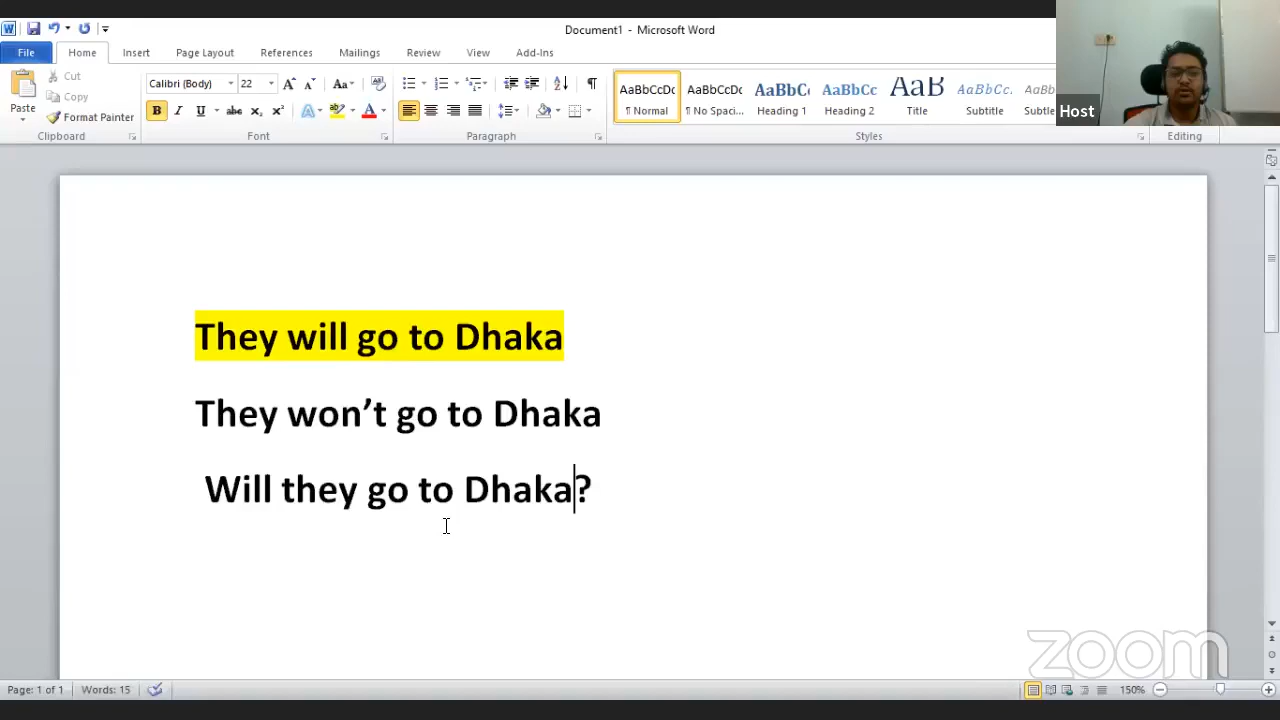 Document1 - Microsoft Word
File Home Insert Page Layout References Mailings Review View Add-Ins
Cut
Copy
Format Painter
Paste
Clipboard
Calibri (Body) 22
Font
Paragraph
AaBbCcDc AaBbCcDc AaBbC AaBbCc AaB AaBbCc. AaBbC
¶ Normal ¶ No Spaci... Heading 1 Heading 2 Title Subtitle Subtle
Styles
Editing
Host
They will go to Dhaka
They won’t go to Dhaka
Will they go to Dhaka?
zoom
Page: 1 of 1 Words: 15 150%